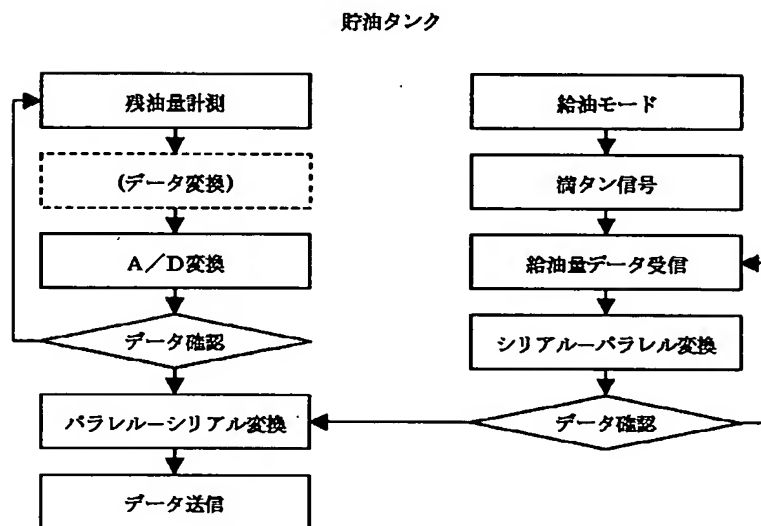 貯油タンク
残油量計測
(データ変換)
A/D変換
データ確認
パラレルーシリアル変換
データ送信
給油モード
満タン信号
給油量データ受信
シリアルーパラレル変換
データ確認